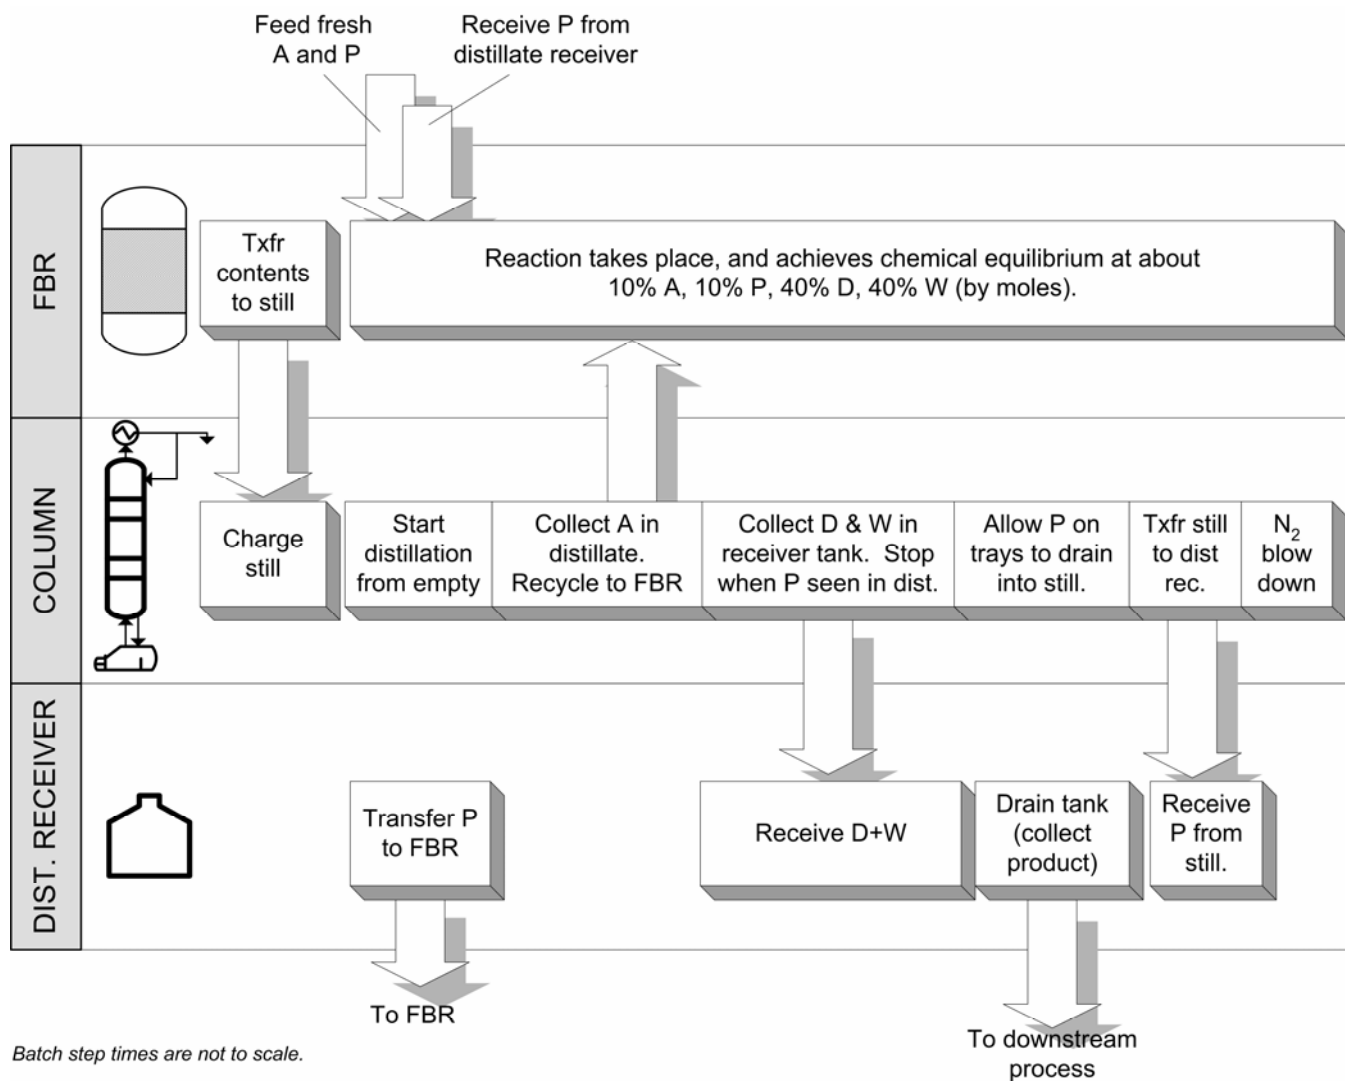 Feed fresh
A and P
Receive P from
distillate receiver
FBR
Txfr
contents
to still
Reaction takes place, and achieves chemical equilibrium at about
10% A, 10% P, 40% D, 40% W (by moles).
COLUMN
Charge
still
Start
distillation
from empty
Collect A in
distillate.
Recycle to FBR
Collect D & W in
receiver tank.  Stop
when P seen in dist.
Allow P on
trays to drain
into still.
Txfr still
to dist
rec.
N2
blow
down
DIST. RECEIVER
Transfer P
to FBR
Receive D+W
Drain tank
(collect
product)
Receive
P from
still.
To FBR
To downstream
process
Batch step times are not to scale.